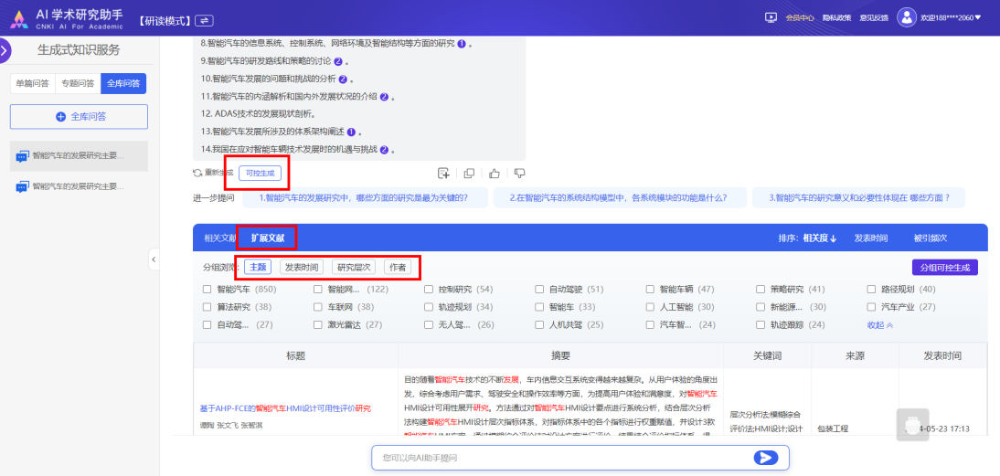 AI 学术研究助手
CNKI AI For Academic
【研读模式】
会员中心 隐私政策 意见反馈 欢迎188****2060▼
生成式知识服务
单篇问答 专题问答 全库问答
全库问答
智能汽车的发展研究主要...
智能汽车的发展研究主要...
8.智能汽车的信息系统、控制系统、网络环境及智能结构等方面的研究 1 。
9.智能汽车的研发路线和策略的讨论 2 。
10.智能汽车发展的问题和挑战的分析 2 。
11.智能汽车的内涵解析和国内外发展状况的介绍 2 。
12. ADAS技术的发展现状剖析。
13.智能汽车发展所涉及的体系架构阐述 1 。
14.我国在应对智能车辆技术发展时的机遇与挑战 2 。
重新生成 可控生成
进一步提问 1.智能汽车的发展研究中，哪些方面的研究是最为关键的? 2.在智能汽车的系统结构模型中，各系统模块的功能是什么? 3.智能汽车的研究意义和必要性体现在 哪些方面 ?
相关文献 扩展文献 排序: 相关度↓ 发表时间 被引频次
分组浏览: 主题 发表时间 研究层次 作者 分组可控生成
智能汽车 (850) 智能网... (122) 控制研究 (54) 自动驾驶 (51) 智能车辆 (47) 策略研究 (41) 路径规划 (40)
算法研究 (38) 车联网 (38) 轨迹规划 (34) 智能车 (33) 人工智能 (30) 新能源... (30) 汽车产业 (27)
自动驾... (27) 激光雷达 (27) 无人驾... (26) 人机共驾 (25) 汽车智... (24) 轨迹跟踪 (24) 收起
标题 摘要 关键词 来源 发表时间
目的随着智能汽车技术的不断发展，车内信息交互系统变得越来越复杂。从用户体验的角度出
发，综合考虑用户需求、驾驶安全和操作效率等方面，为提高用户体验和满意度，对智能汽车
基于AHP-FCE的智能汽车HMI设计可用性评价研究
HMI设计可用性展开研究。方法通过对智能汽车HMI设计要点进行系统分析，结合层次分析
谭陶 张文飞 张智淇
法构建智能汽车HMI设计层次指标体系，对指标体系中的各个指标进行权重赋值，并设计3款
层次分析法;模糊综合
评价法;HMI设计;设计
包装工程
4-05-23 17:13
您可以向AI助手提问